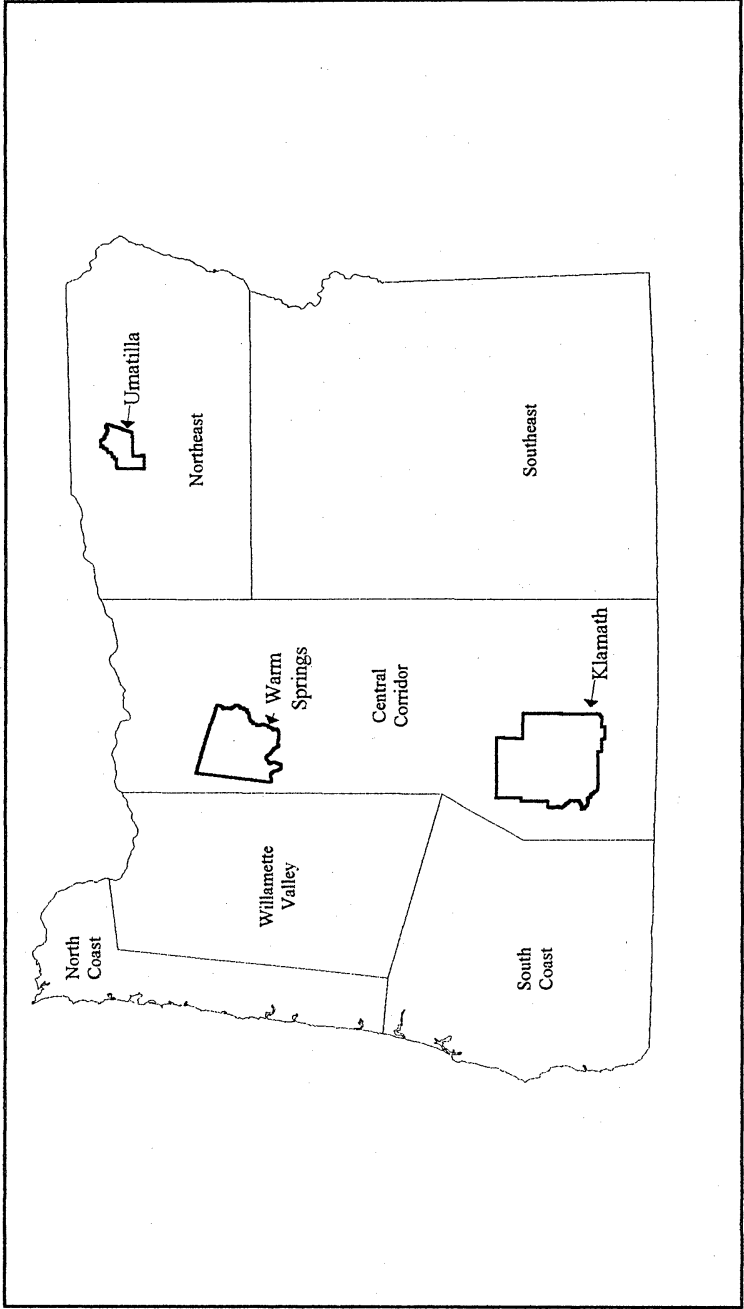 North
Coast
Willamette
Valley
South
Coast
Warm
Springs
Central
Corridor
Klamath
Umatilla
Northeast
Southeast